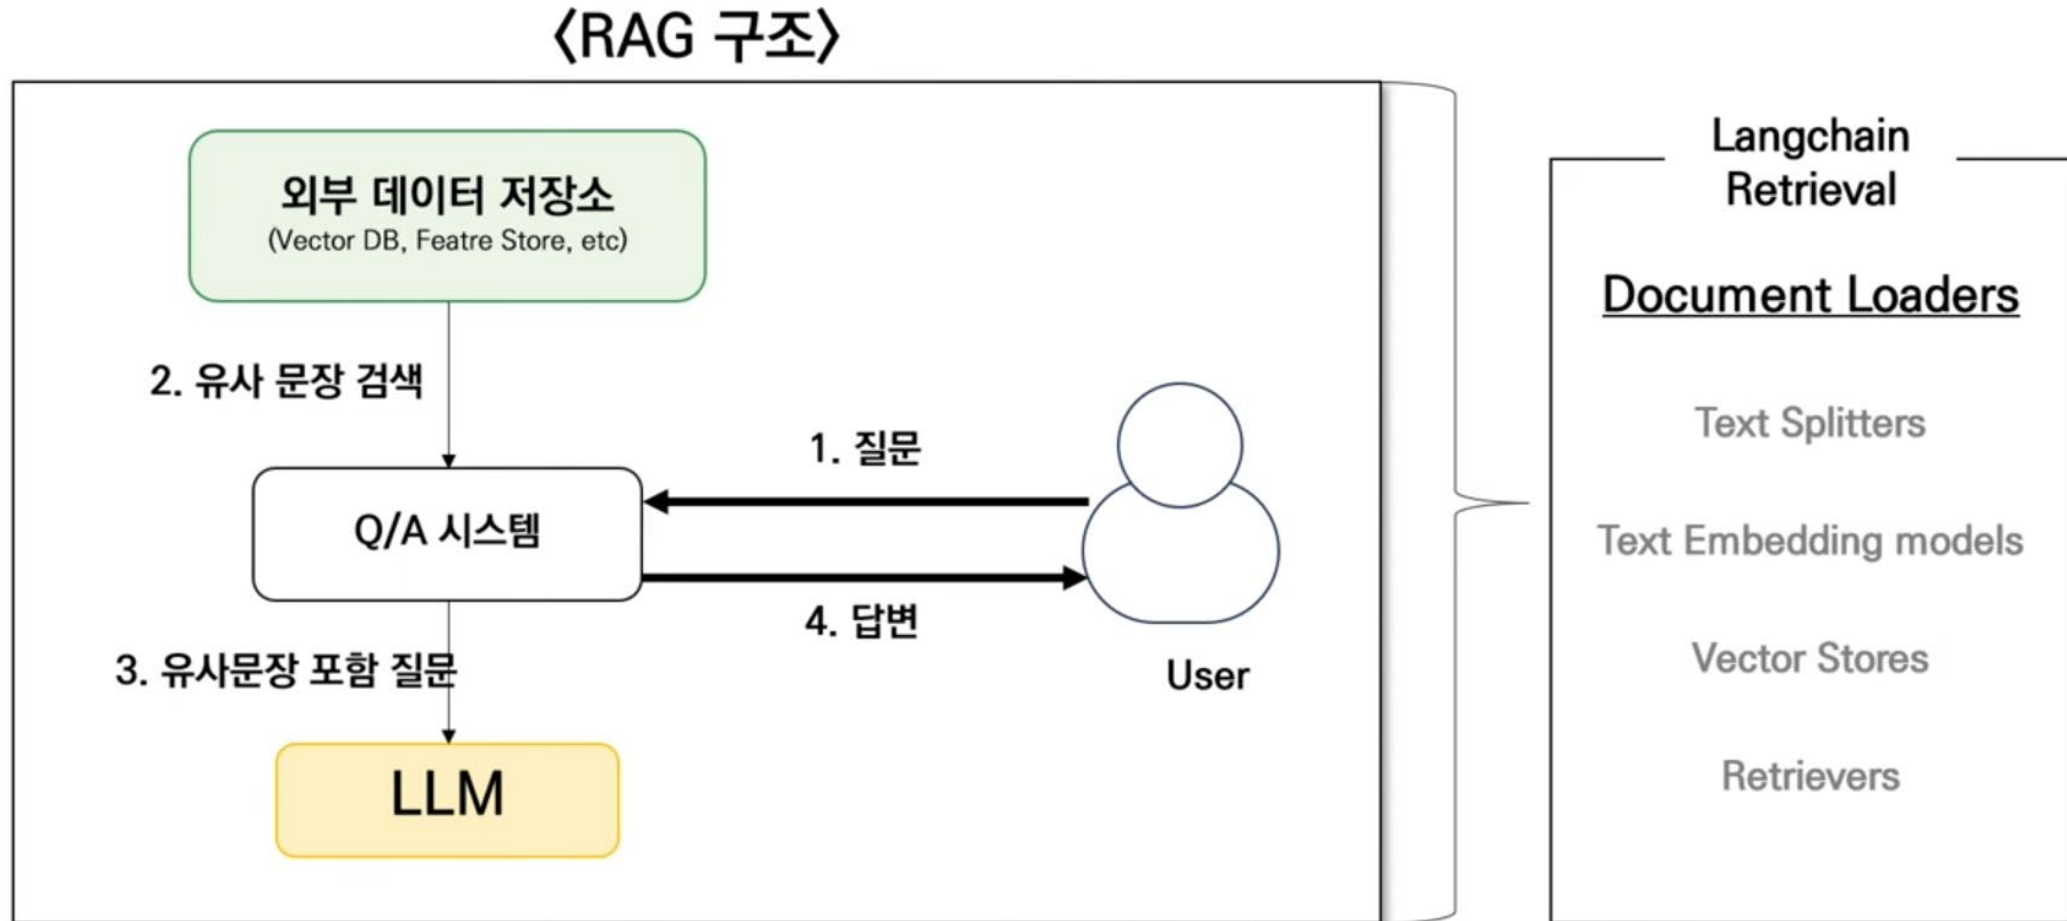 〈RAG 구조〉
외부 데이터 저장소
(Vector DB, Featre Store, etc)
2. 유사 문장 검색
1. 질문
Q/A 시스템
4. 답변
3. 유사문장 포함 질문
User
LLM
Langchain
Retrieval
Document Loaders
Text Splitters
Text Embedding models
Vector Stores
Retrievers